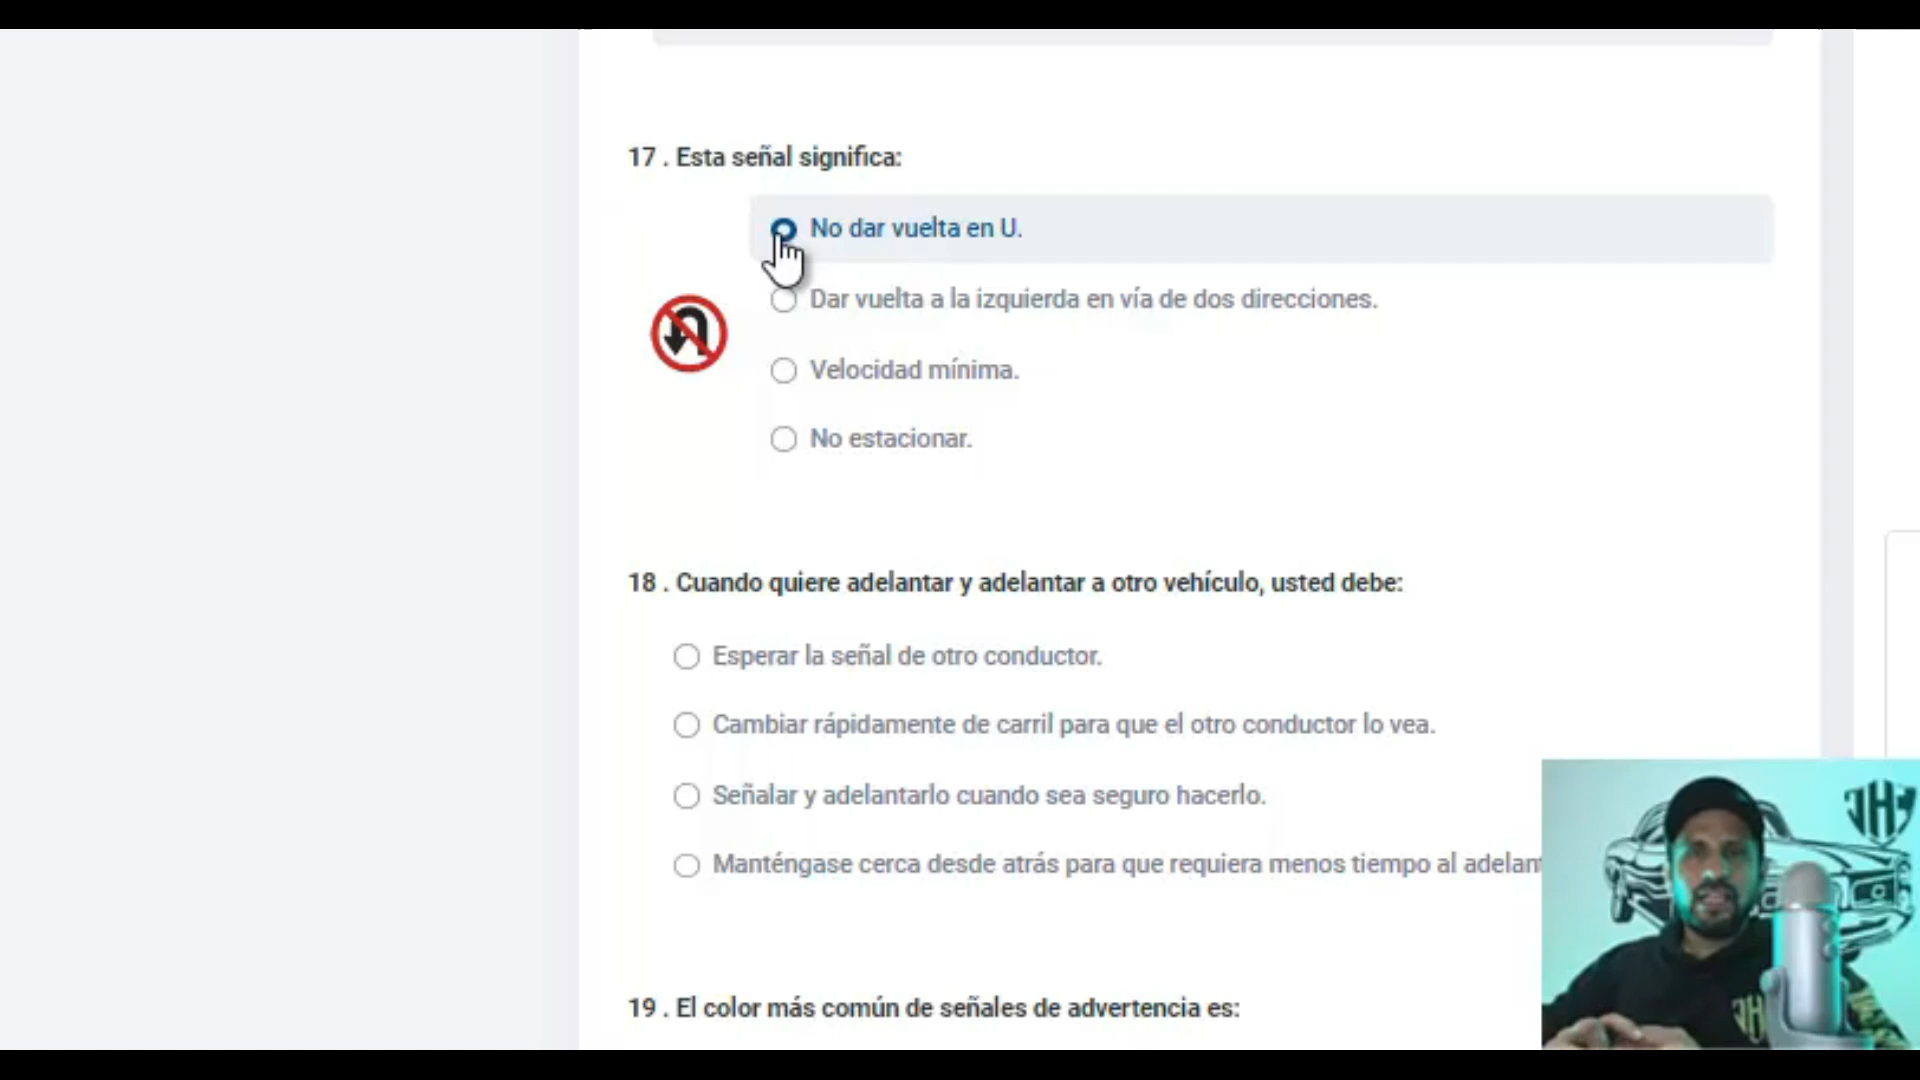 17 . Esta señal significa:
No dar vuelta en U.
Dar vuelta a la izquierda en vía de dos direcciones.
Velocidad mínima.
No estacionar.
18 . Cuando quiere adelantar y adelantar a otro vehículo, usted debe:
Esperar la señal de otro conductor.
Cambiar rápidamente de carril para que el otro conductor lo vea.
Señalar y adelantarlo cuando sea seguro hacerlo.
Manténgase cerca desde atrás para que requiera menos tiempo al adelan
19 . El color más común de señales de advertencia es: